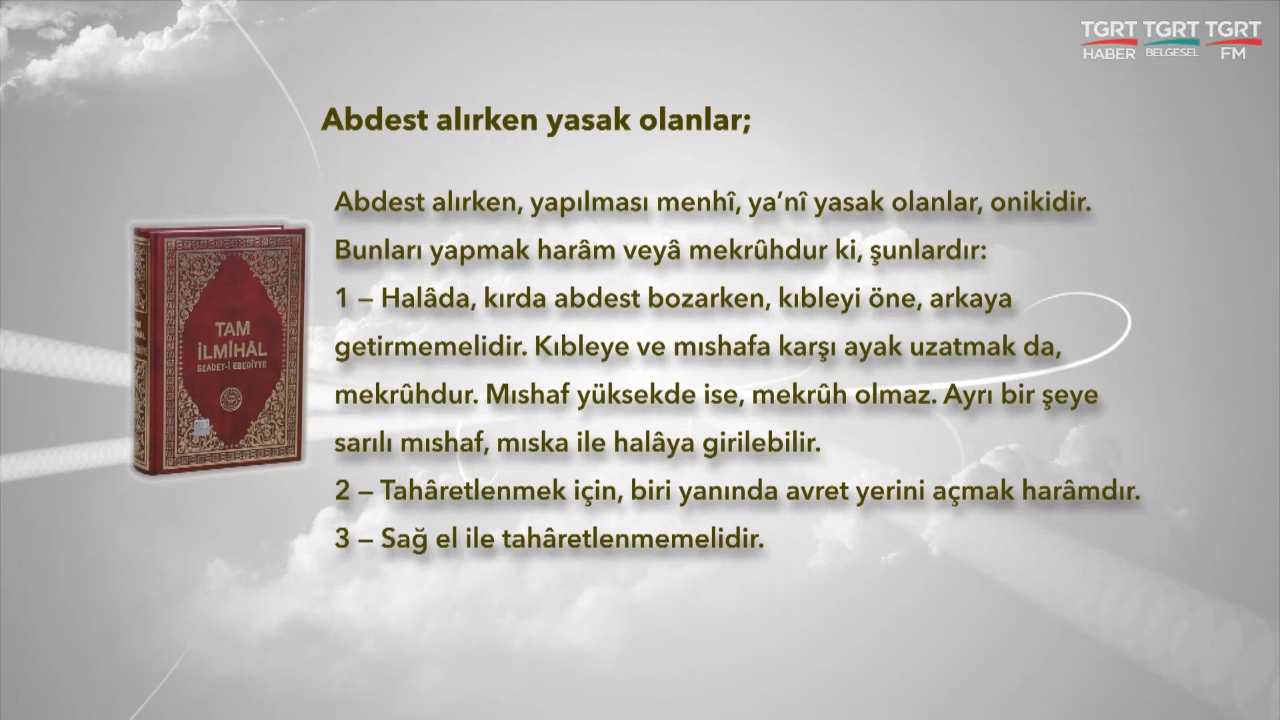 TGRT TGRT TGRT
HABER BELGESEL FM
Abdest alırken yasak olanlar;
Abdest alırken, yapılması menhî, ya’nî yasak olanlar, onikidir.
Bunları yapmak harâm veyâ mekrûhdur ki, şunlardır:
1 – Halâda, kırda abdest bozarken, kıbleyi öne, arkaya
getirmemelidir. Kıbleye ve mıshafa karşı ayak uzatmak da,
mekrûhdur. Mıshaf yüksekde ise, mekrûh olmaz. Ayrı bir şeye
sarılı mıshaf, mıska ile halâya girilebilir.
2 – Tahâretlenmek için, biri yanında avret yerini açmak harâmdır.
3 – Sağ el ile tahâretlenmemelidir.
TAM
İLMİHÂL
SEÂDET-İ EBEDİYYE